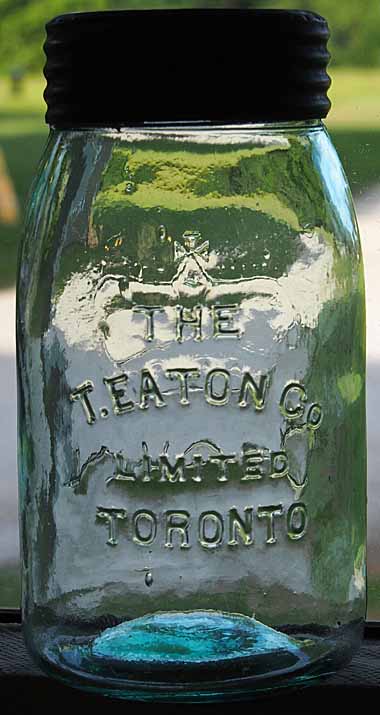 THE
T. EATON Co
LIMITED
TORONTO